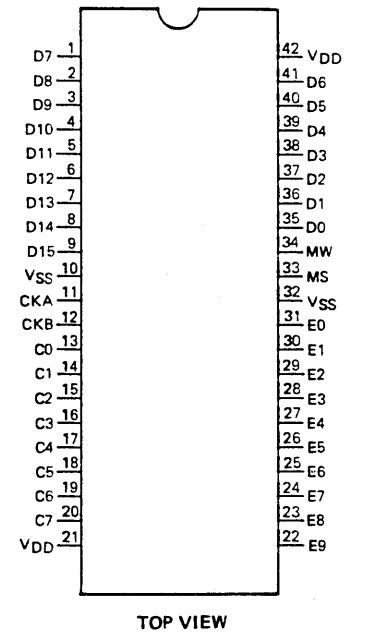 D7 1 42 VDD
D8 2 41 D6
D9 3 40 D5
D10 4 39 D4
D11 5 38 D3
D12 6 37 D2
D13 7 36 D1
D14 8 35 D0
D15 9 34 MW
VSS 10 33 MS
CKA 11 32 VSS
CKB 12 31 E0
C0 13 30 E1
C1 14 29 E2
C2 15 28 E3
C3 16 27 E4
C4 17 26 E5
C5 18 25 E6
C6 19 24 E7
C7 20 23 E8
VDD 21 22 E9
TOP VIEW